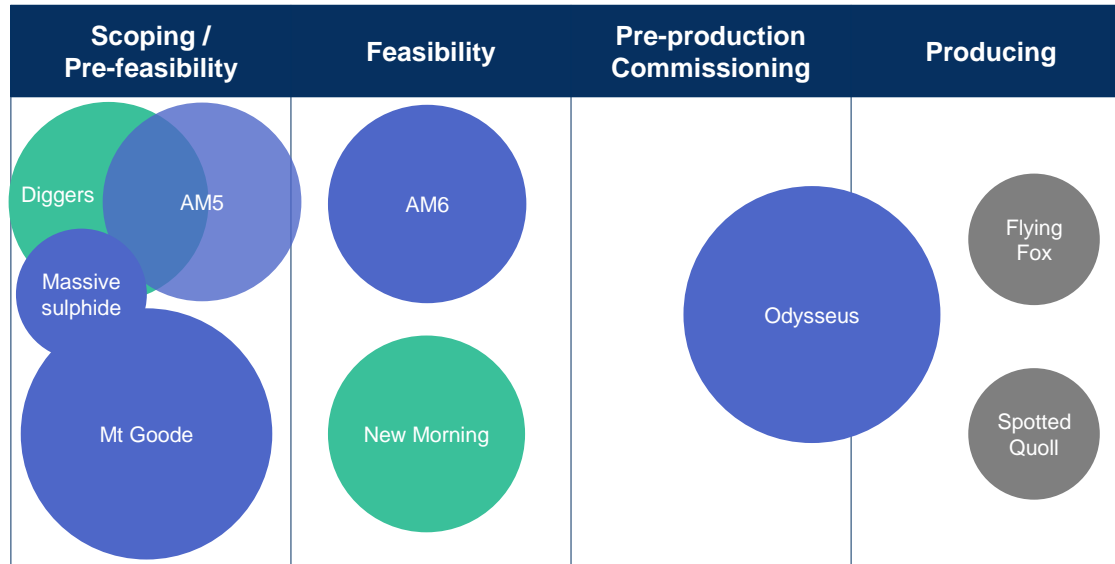 Scoping /
Pre-feasibility
Feasibility
Pre-production
Commissioning
Producing
Diggers
AM5
Massive
sulphide
Mt Goode
AM6
New Morning
Odysseus
Flying
Fox
Spotted
Quoll